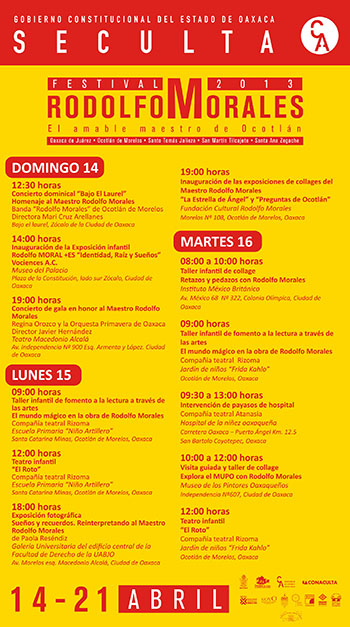 GOBIERNO CONSTITUCIONAL DEL ESTADO DE OAXACA
SECULTA
FESTIVAL 2013
RODOLFO MORALES
El amable maestro de Ocotlán
Oaxaca de Juárez • Ocotlán de Morelos • Santo Tomás Jalieza • San Martín Tilcajete • Santa Ana Zegache
DOMINGO 14
12:30 horas
Concierto dominical "Bajo El Laurel"
Homenaje al Maestro Rodolfo Morales
Banda "Rodolfo Morales" de Ocotlán de Morelos
Directora Mari Cruz Arellanes
Bajo el laurel, Zócalo de la Ciudad de Oaxaca
14:00 horas
Inauguración de la Exposición infantil
Rodolfo MORAL +ES "Identidad, Raíz y Sueños"
Vociences A.C.
Museo del Palacio
Plaza de la Constitución, lado sur Zócalo, Ciudad de
Oaxaca
19:00 horas
Concierto de gala en honor al Maestro Rodolfo
Morales
Regina Orozco y la Orquesta Primavera de Oaxaca
Director Javier Hernández
Teatro Macedonio Alcalá
Av. independencia Nº 900 Esq. Armenta y López. Ciudad
de Oaxaca
LUNES 15
09:00 horas
Taller infantil de fomento a la lectura a través de
las artes
El mundo mágico en la obra de Rodolfo Morales
Compañía teatral Rizoma
Escuela Primaria "Niño Artillero"
Santa Catarina Minas, Ocotlán de Morelos, Oaxaca
12:00 horas
Teatro infantil
"El Roto"
Compañía teatral Rizoma
Escuela Primaria "Niño Artillero"
Santa Catarina Minas, Ocotlán de Morelos, Oaxaca
18:00 horas
Exposición fotográfica
Sueños y recuerdos. Reinterpretando al Maestro
Rodolfo Morales
de Paola Reséndiz
Galería Universitaria del edificio central de la
Facultad de Derecho de la UABJO
Av. Morelos esq. Macedonio Alcalá, Ciudad de Oaxaca
19:00 horas
Inauguración de las exposiciones de collages del
Maestro Rodolfo Morales
"La Estrella de Ángel" y "Preguntas de Ocotlán"
Fundación Cultural Rodolfo Morales
Morelos Nº 108, Ocotlán de Morelos, Oaxaca
MARTES 16
08:00 a 10:00 horas
Taller infantil de collage
Retazos y pedazos con Rodolfo Morales
Instituto México Británico
Av. México 68 Nº 322, Colonia Olímpica, Ciudad de
Oaxaca
09:00 horas
Taller infantil de fomento a la lectura a través de
las artes
El mundo mágico en la obra de Rodolfo Morales
Compañía teatral Rizoma
Jardín de niñas "Frida Kahlo"
Ocotlán de Morelos, Oaxaca
09:30 a 13:00 horas
Intervención de payasos de hospital
Compañía teatral Atanasia
Hospital de la niñez oaxaqueña
Carretera Oaxaca – Puerto Ángel Km. 12.5
San Bartolo Coyotepec, Oaxaca
10:00 a 12:00 horas
Visita guiada y taller de collage
Explora el MUPO con Rodolfo Morales
Museo de los Pintores Oaxaqueños
Independencia Nº607, Ciudad de Oaxaca
12:00 horas
Teatro infantil
"El Roto"
Compañía teatral Rizoma
Jardín de niñas "Frida Kahlo"
Ocotlán de Morelos, Oaxaca
14-21 ABRIL
CONACULTA